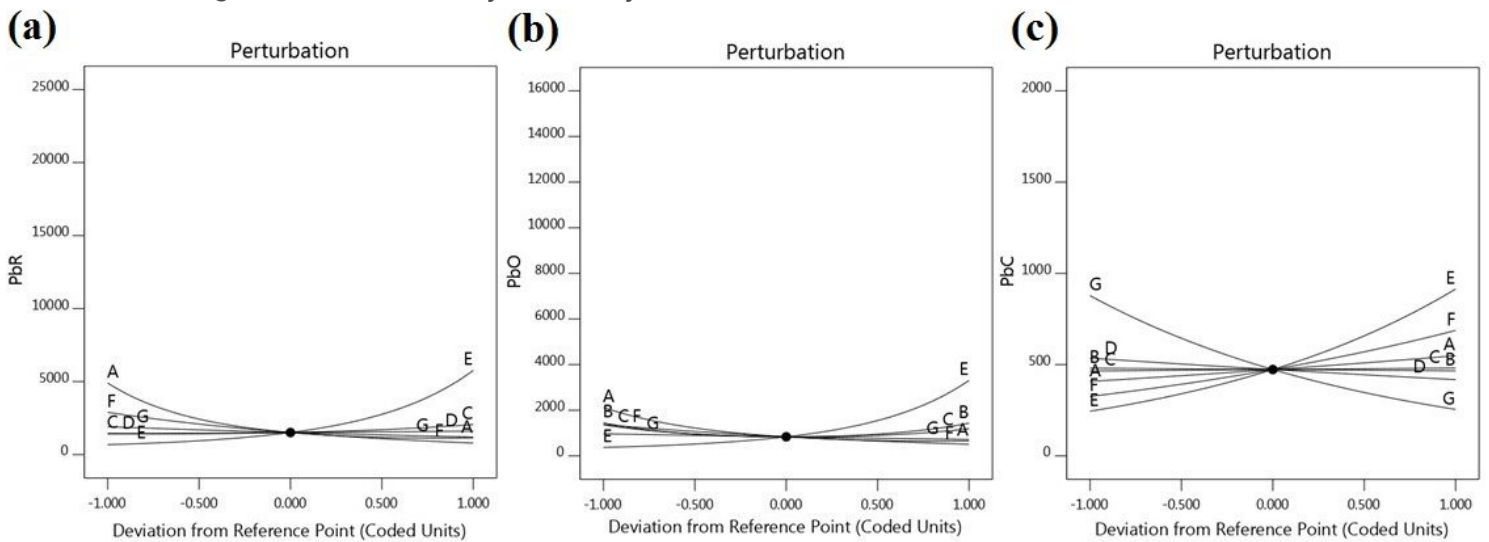 (a)
Perturbation
PbR
25000
20000
15000
10000
5000
0
A
F
C D G
E
E
C
G D A
F
-1.000 -0.500 0.000 0.500 1.000
Deviation from Reference Point (Coded Units)
(b)
Perturbation
PbO
16000
14000
12000
10000
8000
6000
4000
2000
0
A
B C F G
E
E
B
G C
F A
-1.000 -0.500 0.000 0.500 1.000
Deviation from Reference Point (Coded Units)
(c)
Perturbation
PbC
2000
1500
1000
500
0
G
D
B C
A
F
E
E
F
A
D C B
G
-1.000 -0.500 0.000 0.500 1.000
Deviation from Reference Point (Coded Units)